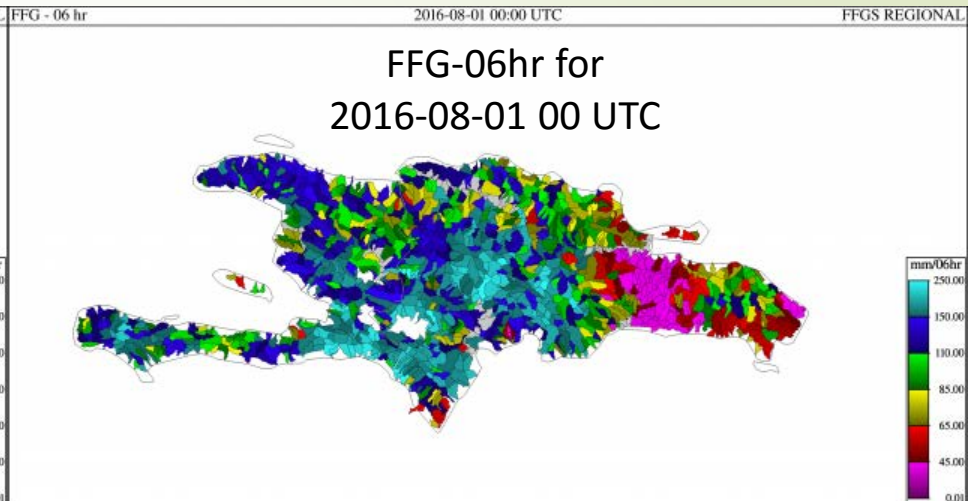 FFG - 06 hr
2016-08-01 00:00 UTC
FFGS REGIONAL
FFG-06hr for
2016-08-01 00 UTC
mm/06hr
250.00
150.00
110.00
85.00
65.00
45.00
0.01